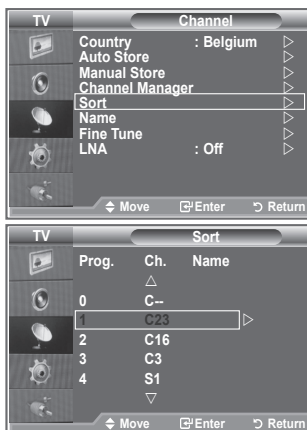 TV Channel
Country : Belgium
Auto Store
Manual Store
Channel Manager
Sort
Name
Fine Tune
LNA : Off
Move Enter Return
TV Sort
Prog. Ch. Name
0 C--
1 C23
2 C16
3 C3
4 S1
Move Enter Return